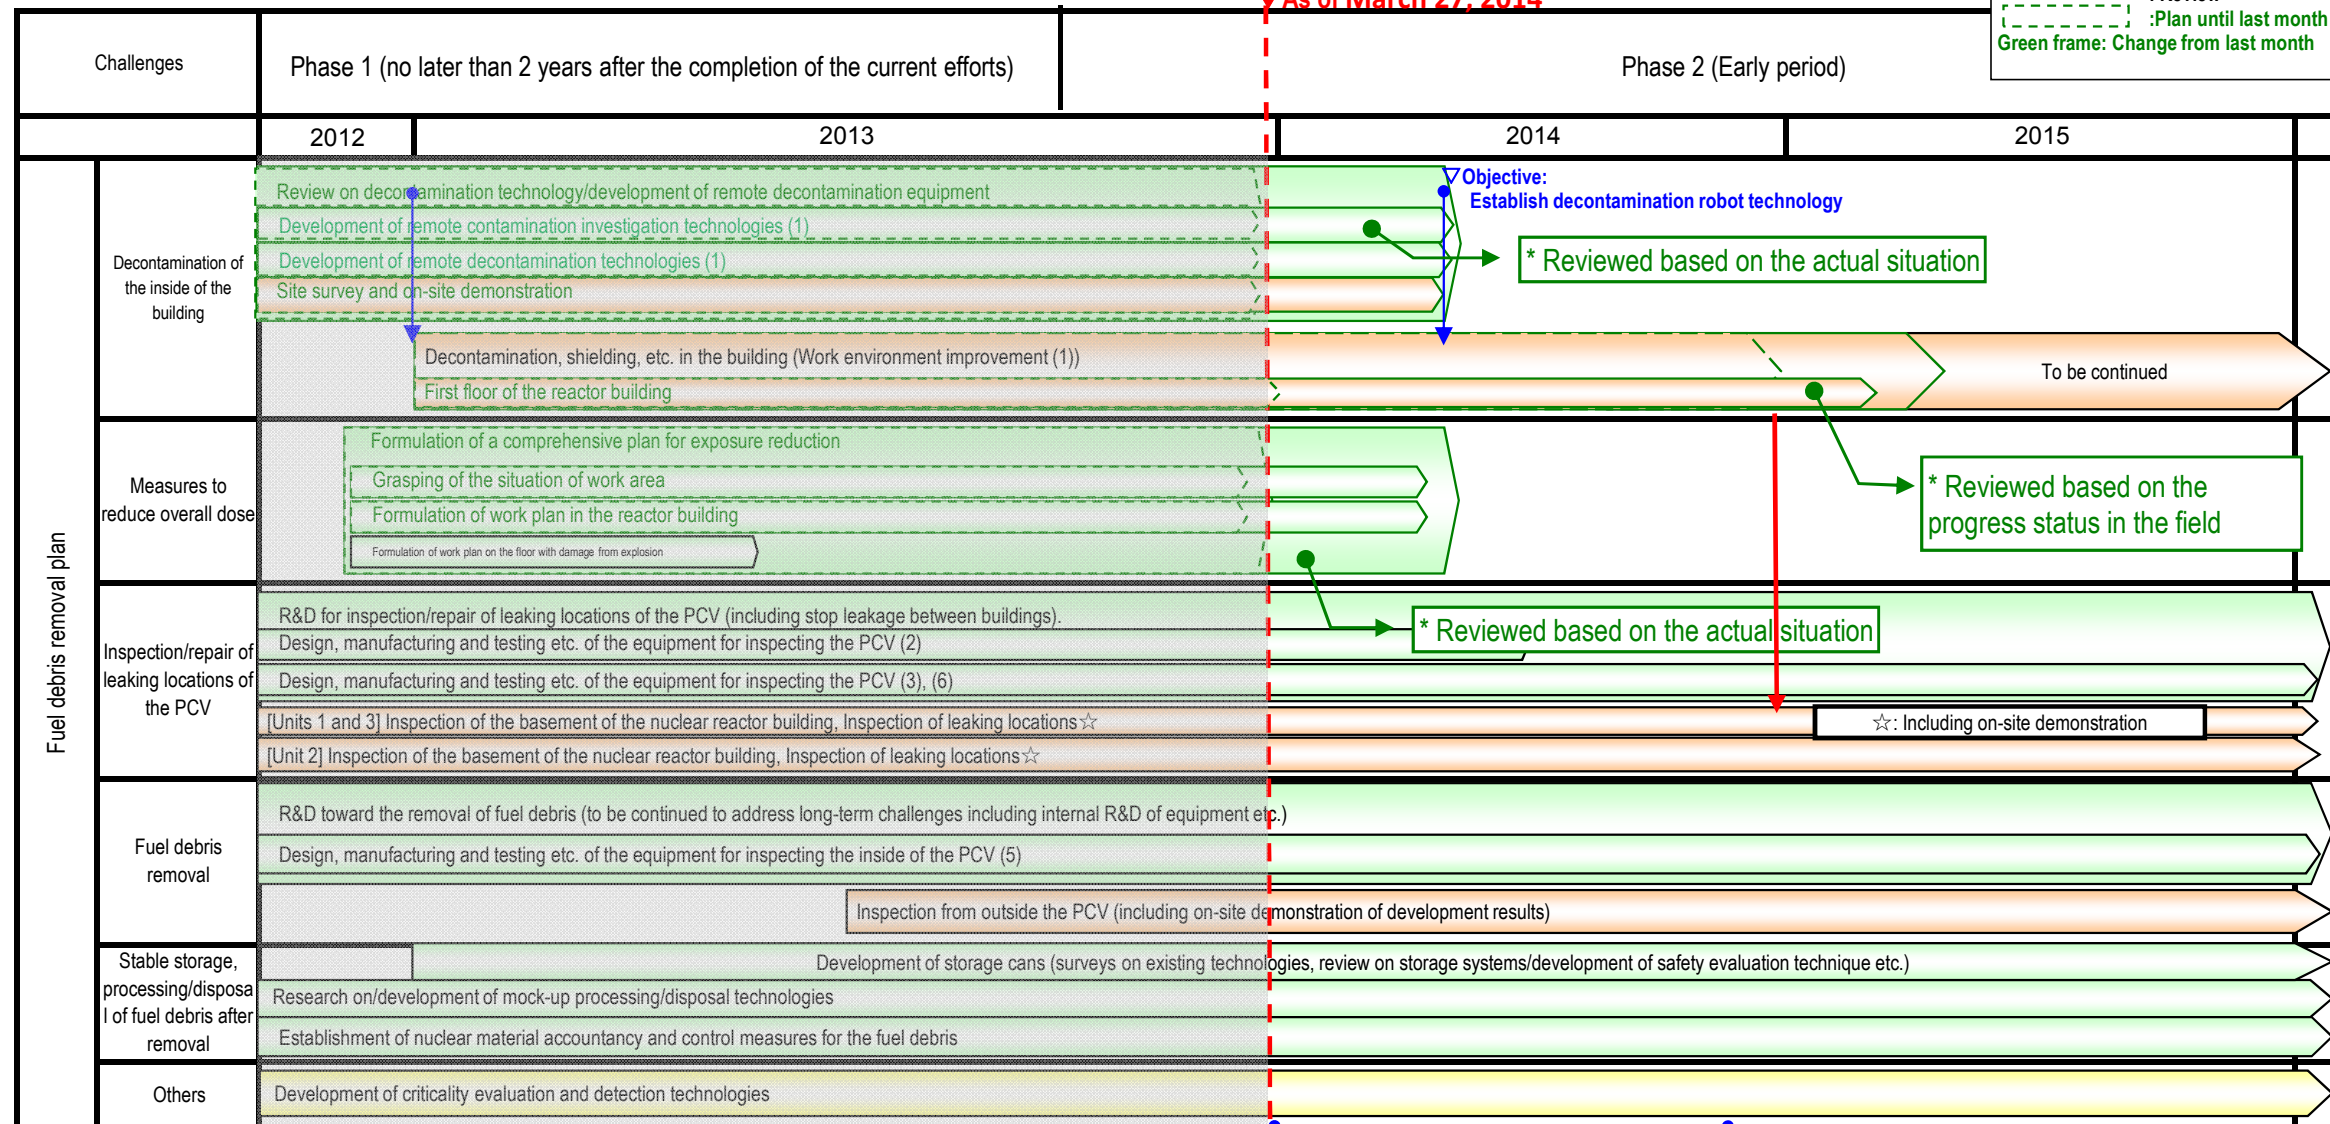 As of March 27, 2014
:Plan until last month
Green frame: Change from last month
Challenges
Phase 1 (no later than 2 years after the completion of the current efforts)
Phase 2 (Early period)
2012
2013
2014
2015
Fuel debris removal plan
Decontamination of
the inside of the
building
Review on decontamination technology/development of remote decontamination equipment
Development of remote contamination investigation technologies (1)
Development of remote decontamination technologies (1)
Site survey and on-site demonstration
▽Objective:
Establish decontamination robot technology
* Reviewed based on the actual situation
Decontamination, shielding, etc. in the building (Work environment improvement (1))
First floor of the reactor building
To be continued
Measures to
reduce overall dose
Formulation of a comprehensive plan for exposure reduction
Grasping of the situation of work area
Formulation of work plan in the reactor building
Formulation of work plan on the floor with damage from explosion
* Reviewed based on the
progress status in the field
Inspection/repair of
leaking locations of
the PCV
R&D for inspection/repair of leaking locations of the PCV (including stop leakage between buildings).
Design, manufacturing and testing etc. of the equipment for inspecting the PCV (2)
* Reviewed based on the actual situation
Design, manufacturing and testing etc. of the equipment for inspecting the PCV (3), (6)
[Units 1 and 3] Inspection of the basement of the nuclear reactor building, Inspection of leaking locations☆
☆: Including on-site demonstration
[Unit 2] Inspection of the basement of the nuclear reactor building, Inspection of leaking locations☆
Fuel debris
removal
R&D toward the removal of fuel debris (to be continued to address long-term challenges including internal R&D of equipment etc.)
Design, manufacturing and testing etc. of the equipment for inspecting the inside of the PCV (5)
Inspection from outside the PCV (including on-site demonstration of development results)
Stable storage,
processing/disposa
l of fuel debris after
removal
Development of storage cans (surveys on existing technologies, review on storage systems/development of safety evaluation technique etc.)
Research on/development of mock-up processing/disposal technologies
Establishment of nuclear material accountancy and control measures for the fuel debris
Others
Development of criticality evaluation and detection technologies